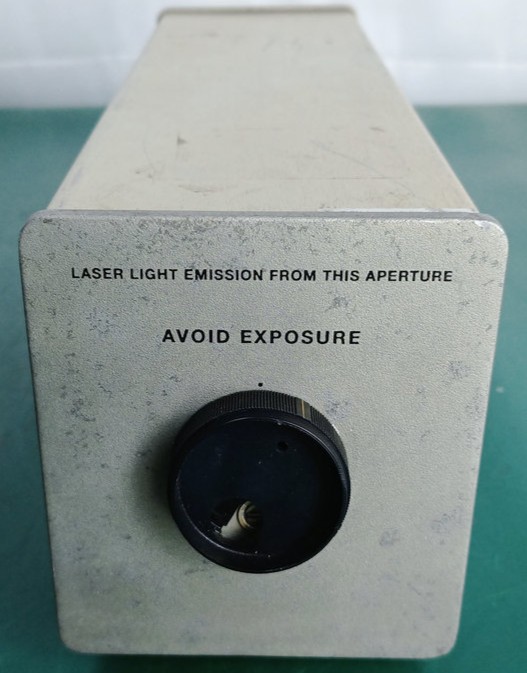 LASER LIGHT EMISSION FROM THIS APERTURE
AVOID EXPOSURE